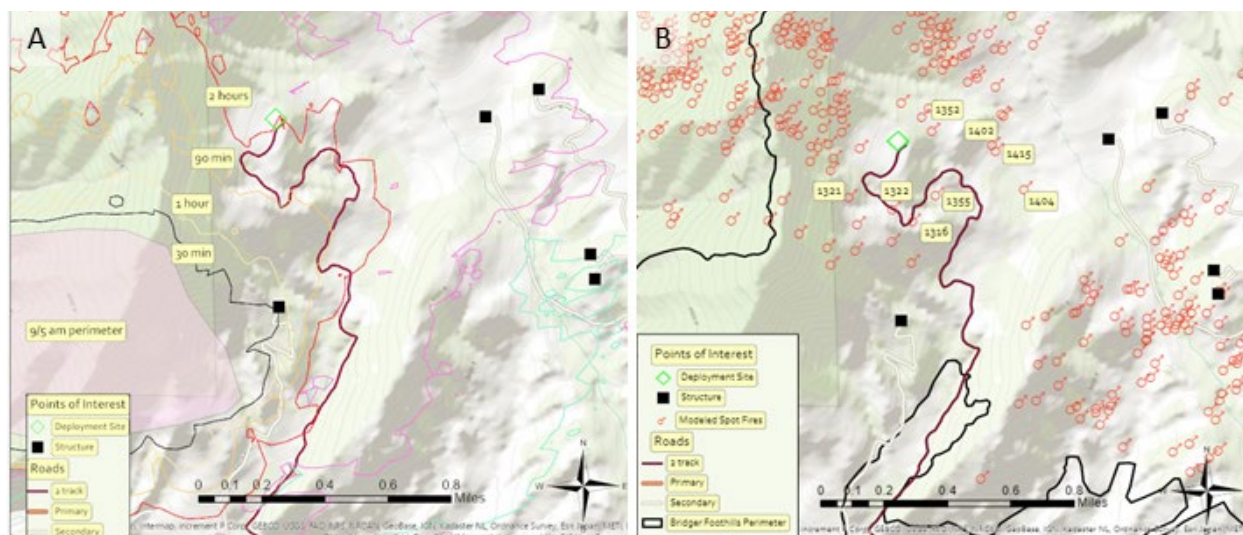 A
2 hours
90 min
1 hour
30 min
9/5 am perimeter
Points of Interest
Deployment Site
Structure
Roads
2 track
Primary
Secondary
N
W
E
0 0.1 0.2 0.4 0.6 0.8
Miles
B
1352
1402
1415
1321
1322
1404
1355
1316
Points of Interest
Deployment Site
Structure
Modeled Spot Fires
Roads
2 track
Primary
Secondary
Bridger Foothills Perimeter
N
W
E
0 0.1 0.2 0.4 0.6 0.8
Miles